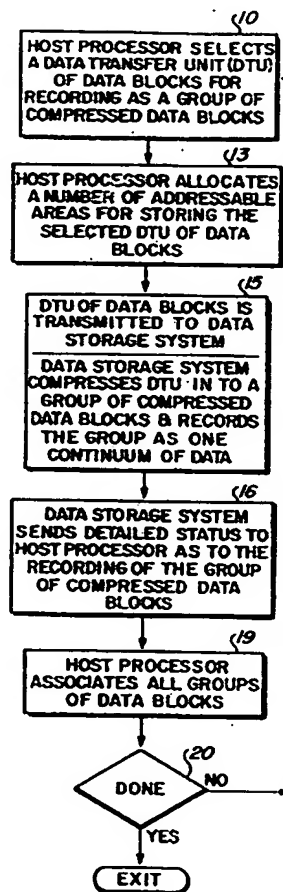 10
HOST PROCESSOR SELECTS
A DATA TRANSFER UNIT (DTU)
OF DATA BLOCKS FOR
RECORDING AS A GROUP OF
COMPRESSED DATA BLOCKS
13
HOST PROCESSOR ALLOCATES
A NUMBER OF ADDRESSABLE
AREAS FOR STORING THE
SELECTED DTU OF DATA
BLOCKS
15
DTU OF DATA BLOCKS IS
TRANSMITTED TO DATA
STORAGE SYSTEM
DATA STORAGE SYSTEM
COMPRESSES DTU IN TO A
GROUP OF COMPRESSED
DATA BLOCKS & RECORDS
THE GROUP AS ONE
CONTINUUM OF DATA
16
DATA STORAGE SYSTEM
SENDS DETAILED STATUS TO
HOST PROCESSOR AS TO THE
RECORDING OF THE GROUP
OF COMPRESSED DATA
BLOCKS
19
HOST PROCESSOR
ASSOCIATES ALL GROUPS
OF DATA BLOCKS
20
DONE
NO
YES
EXIT